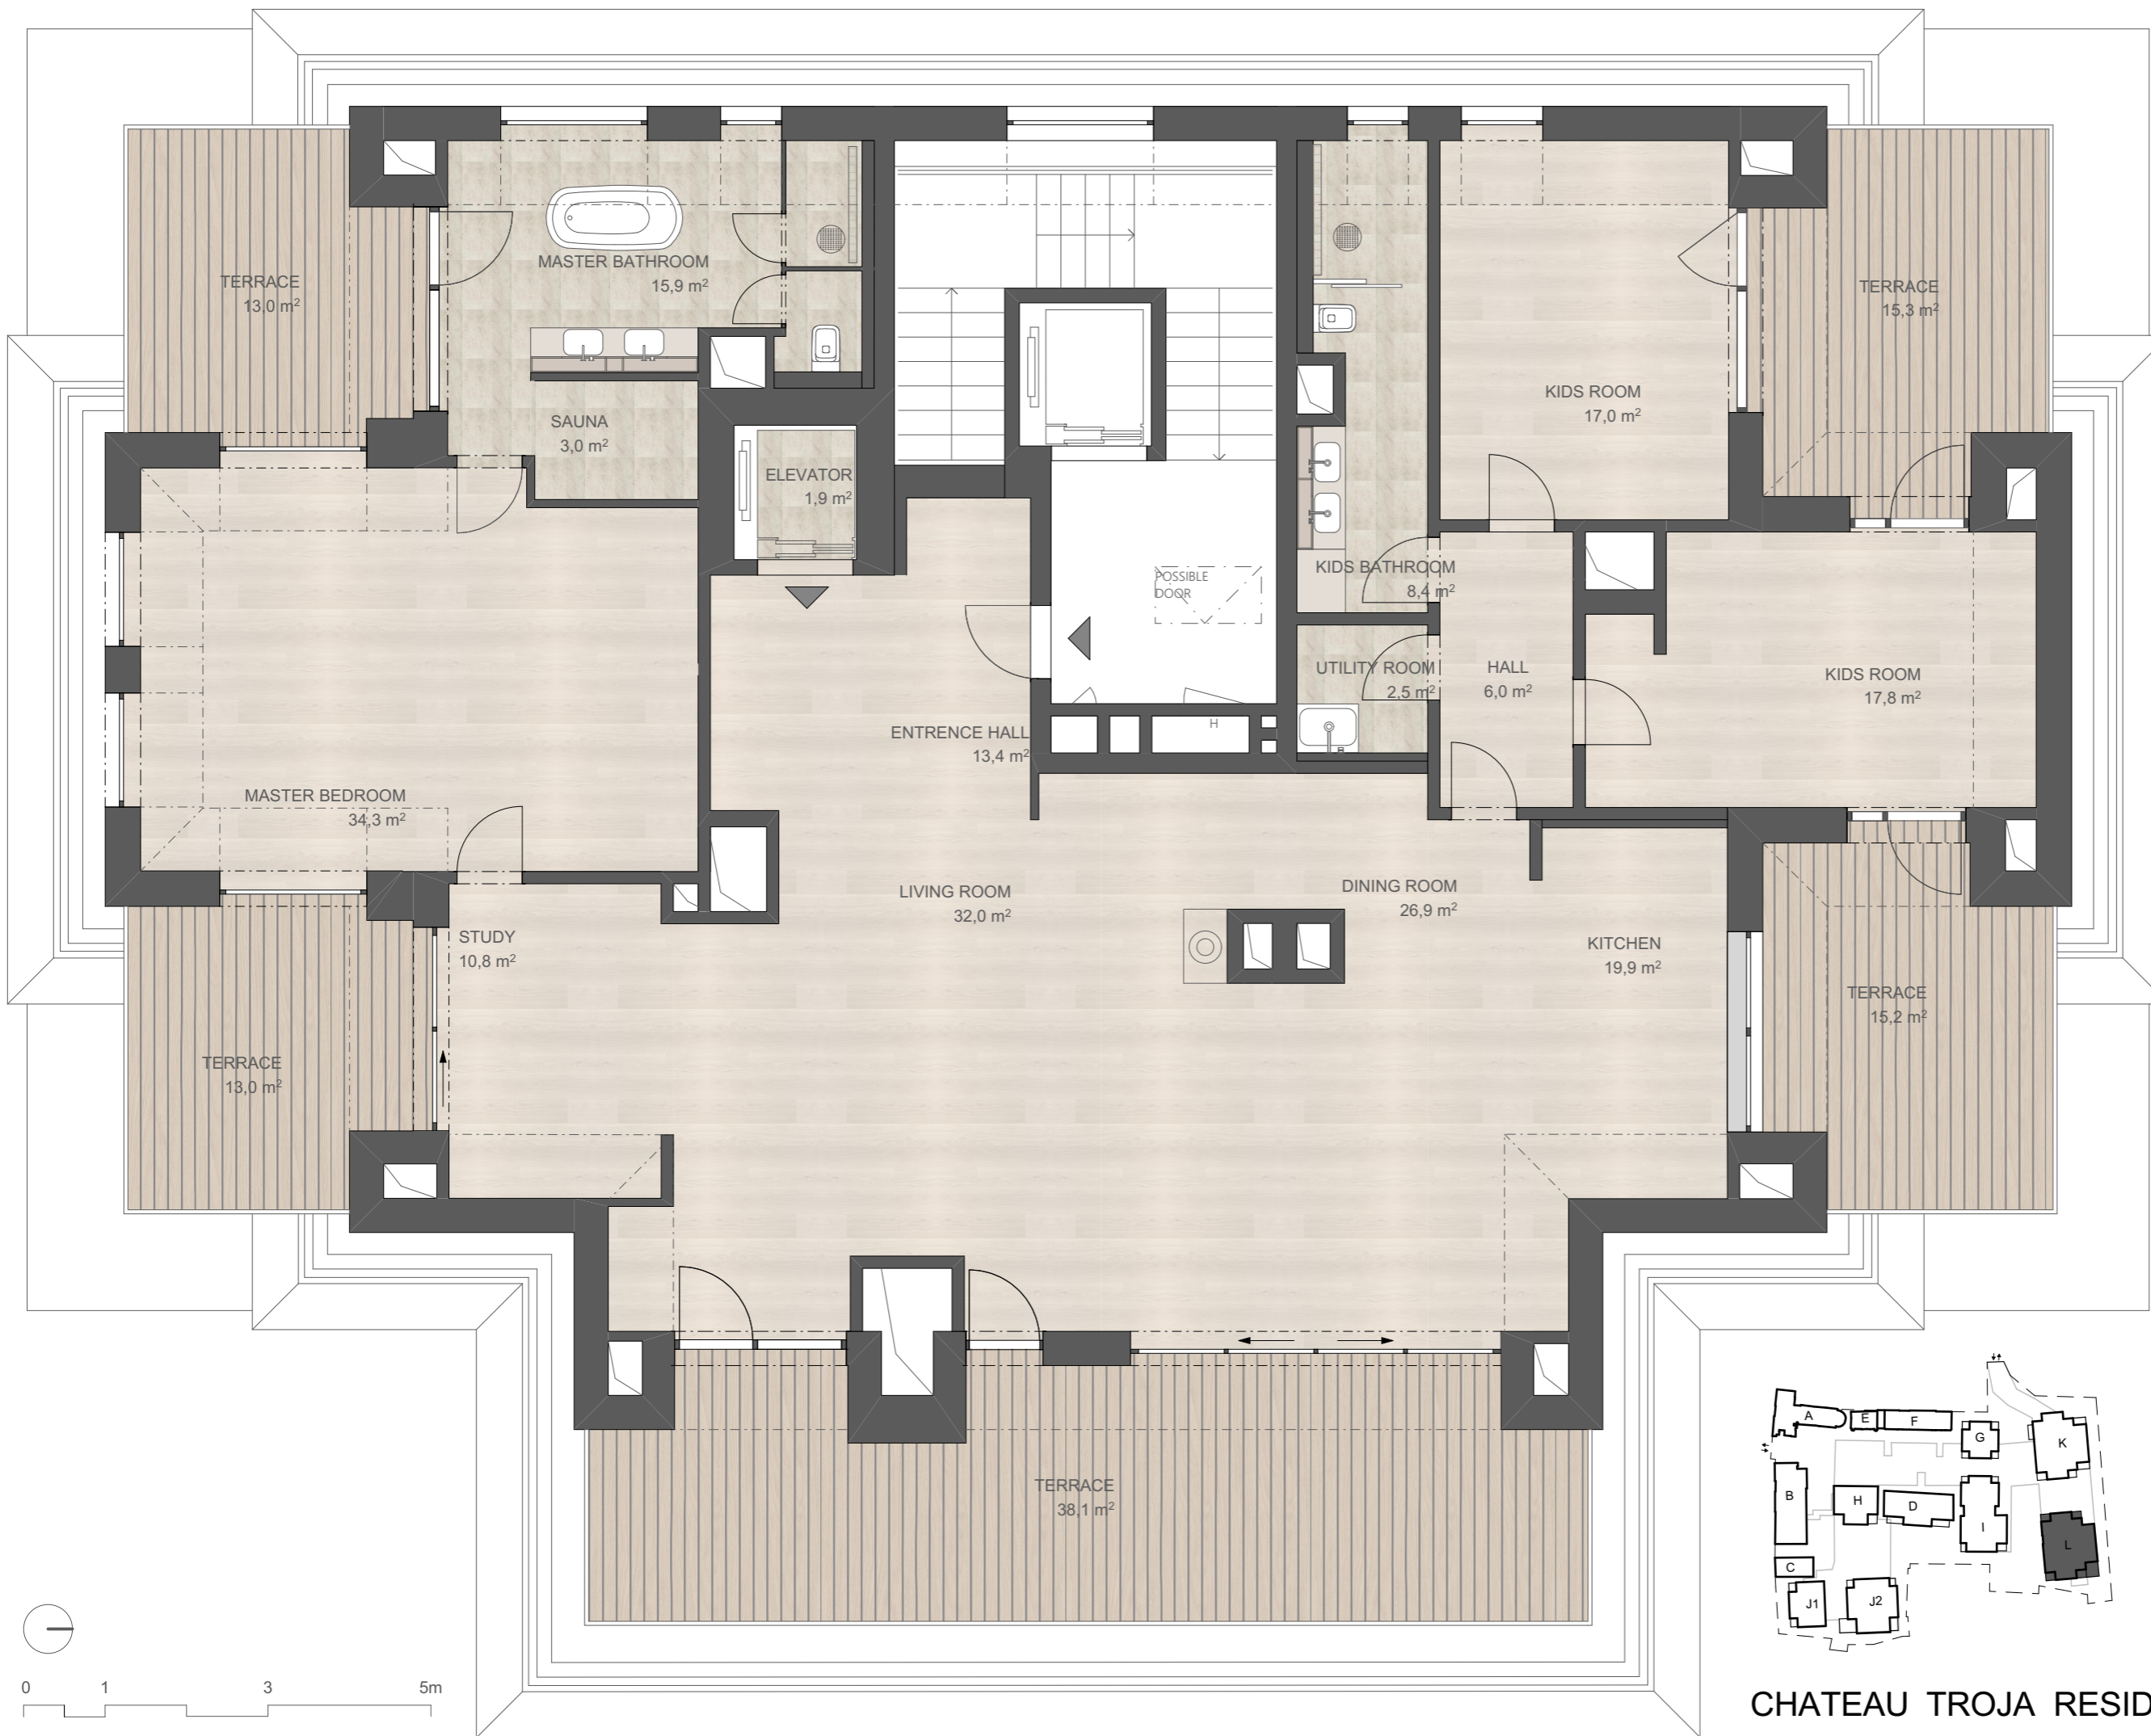 TERRACE
13,0 m²
MASTER BATHROOM
15,9 m²
SAUNA
3,0 m²
ELEVATOR
1,9 m²
POSSIBLE
DOOR
KIDS BATHROOM
8,4 m²
KIDS ROOM
17,0 m²
TERRACE
15,3 m²
UTILITY ROOM
2,5 m²
HALL
6,0 m²
KIDS ROOM
17,8 m²
H
ENTRENCE HALL
13,4 m²
MASTER BEDROOM
34,3 m²
LIVING ROOM
32,0 m²
DINING ROOM
26,9 m²
STUDY
10,8 m²
KITCHEN
19,9 m²
TERRACE
15,2 m²
TERRACE
13,0 m²
TERRACE
38,1 m²
A
E
F
G
K
B
H
D
I
L
C
J1
J2
0 1 3 5m
CHATEAU TROJA RESID